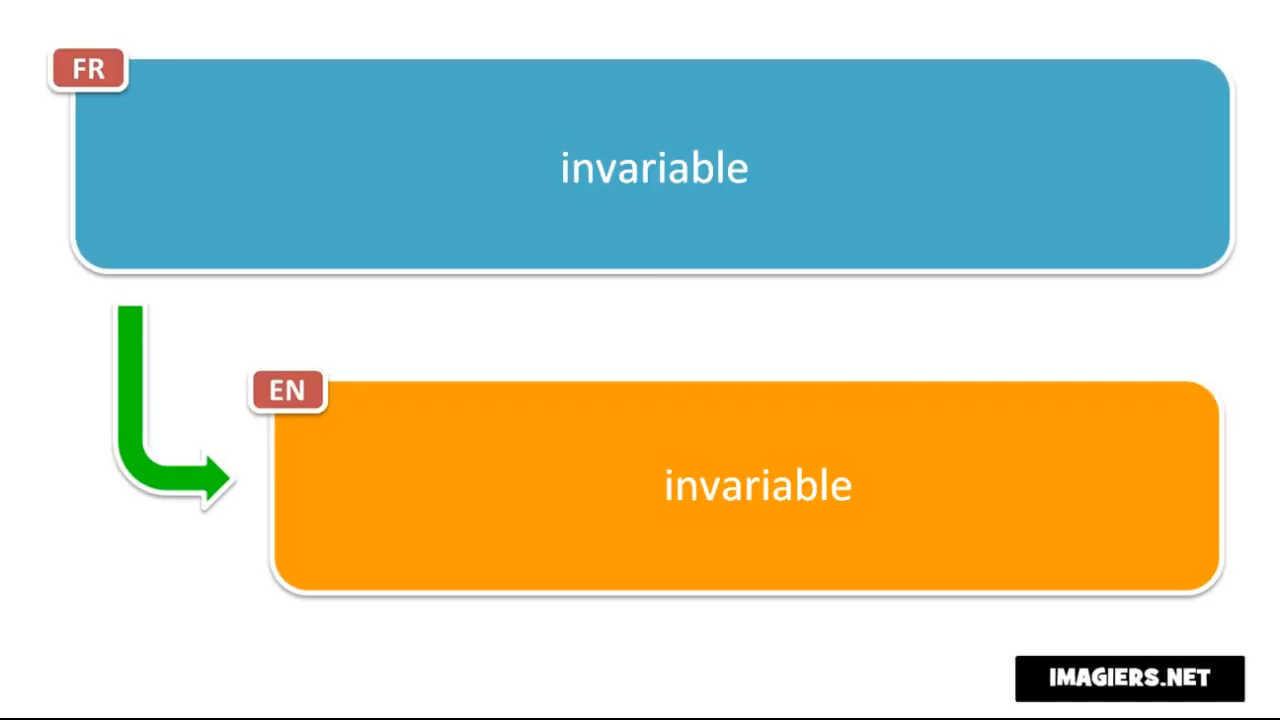 FR
invariable
EN
invariable
IMAGIERS.NET